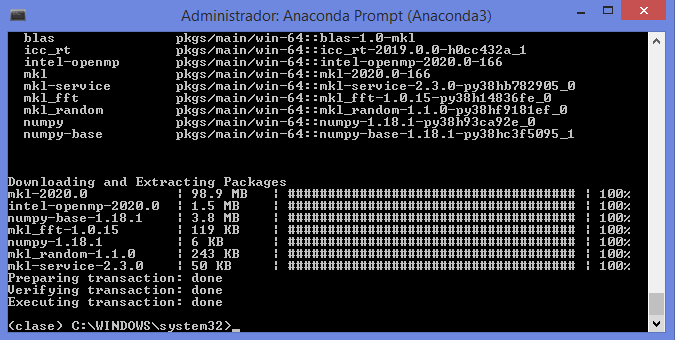 Administrador: Anaconda Prompt (Anaconda3)
blas pkgs/main/win-64::blas-1.0-mkl
icc_rt pkgs/main/win-64::icc_rt-2019.0.0-h0cc432a_1
intel-openmp pkgs/main/win-64::intel-openmp-2020.0-166
mkl pkgs/main/win-64::mkl-2020.0-166
mkl-service pkgs/main/win-64::mkl-service-2.3.0-py38hb782905_0
mkl_fft pkgs/main/win-64::mkl_fft-1.0.15-py38h14836fe_0
mkl_random pkgs/main/win-64::mkl_random-1.1.0-py38hf9181ef_0
numpy pkgs/main/win-64::numpy-1.18.1-py38h93ca92e_0
numpy-base pkgs/main/win-64::numpy-base-1.18.1-py38hc3f5095_1
Downloading and Extracting Packages
mkl-2020.0 | 98.9 MB | #################################### | 100%
intel-openmp-2020.0 | 1.5 MB | #################################### | 100%
numpy-base-1.18.1 | 3.8 MB | #################################### | 100%
mkl_fft-1.0.15 | 119 KB | #################################### | 100%
numpy-1.18.1 | 6 KB | #################################### | 100%
mkl_random-1.1.0 | 243 KB | #################################### | 100%
mkl-service-2.3.0 | 50 KB | #################################### | 100%
Preparing transaction: done
Verifying transaction: done
Executing transaction: done
(clase) C:\WINDOWS\system32>_